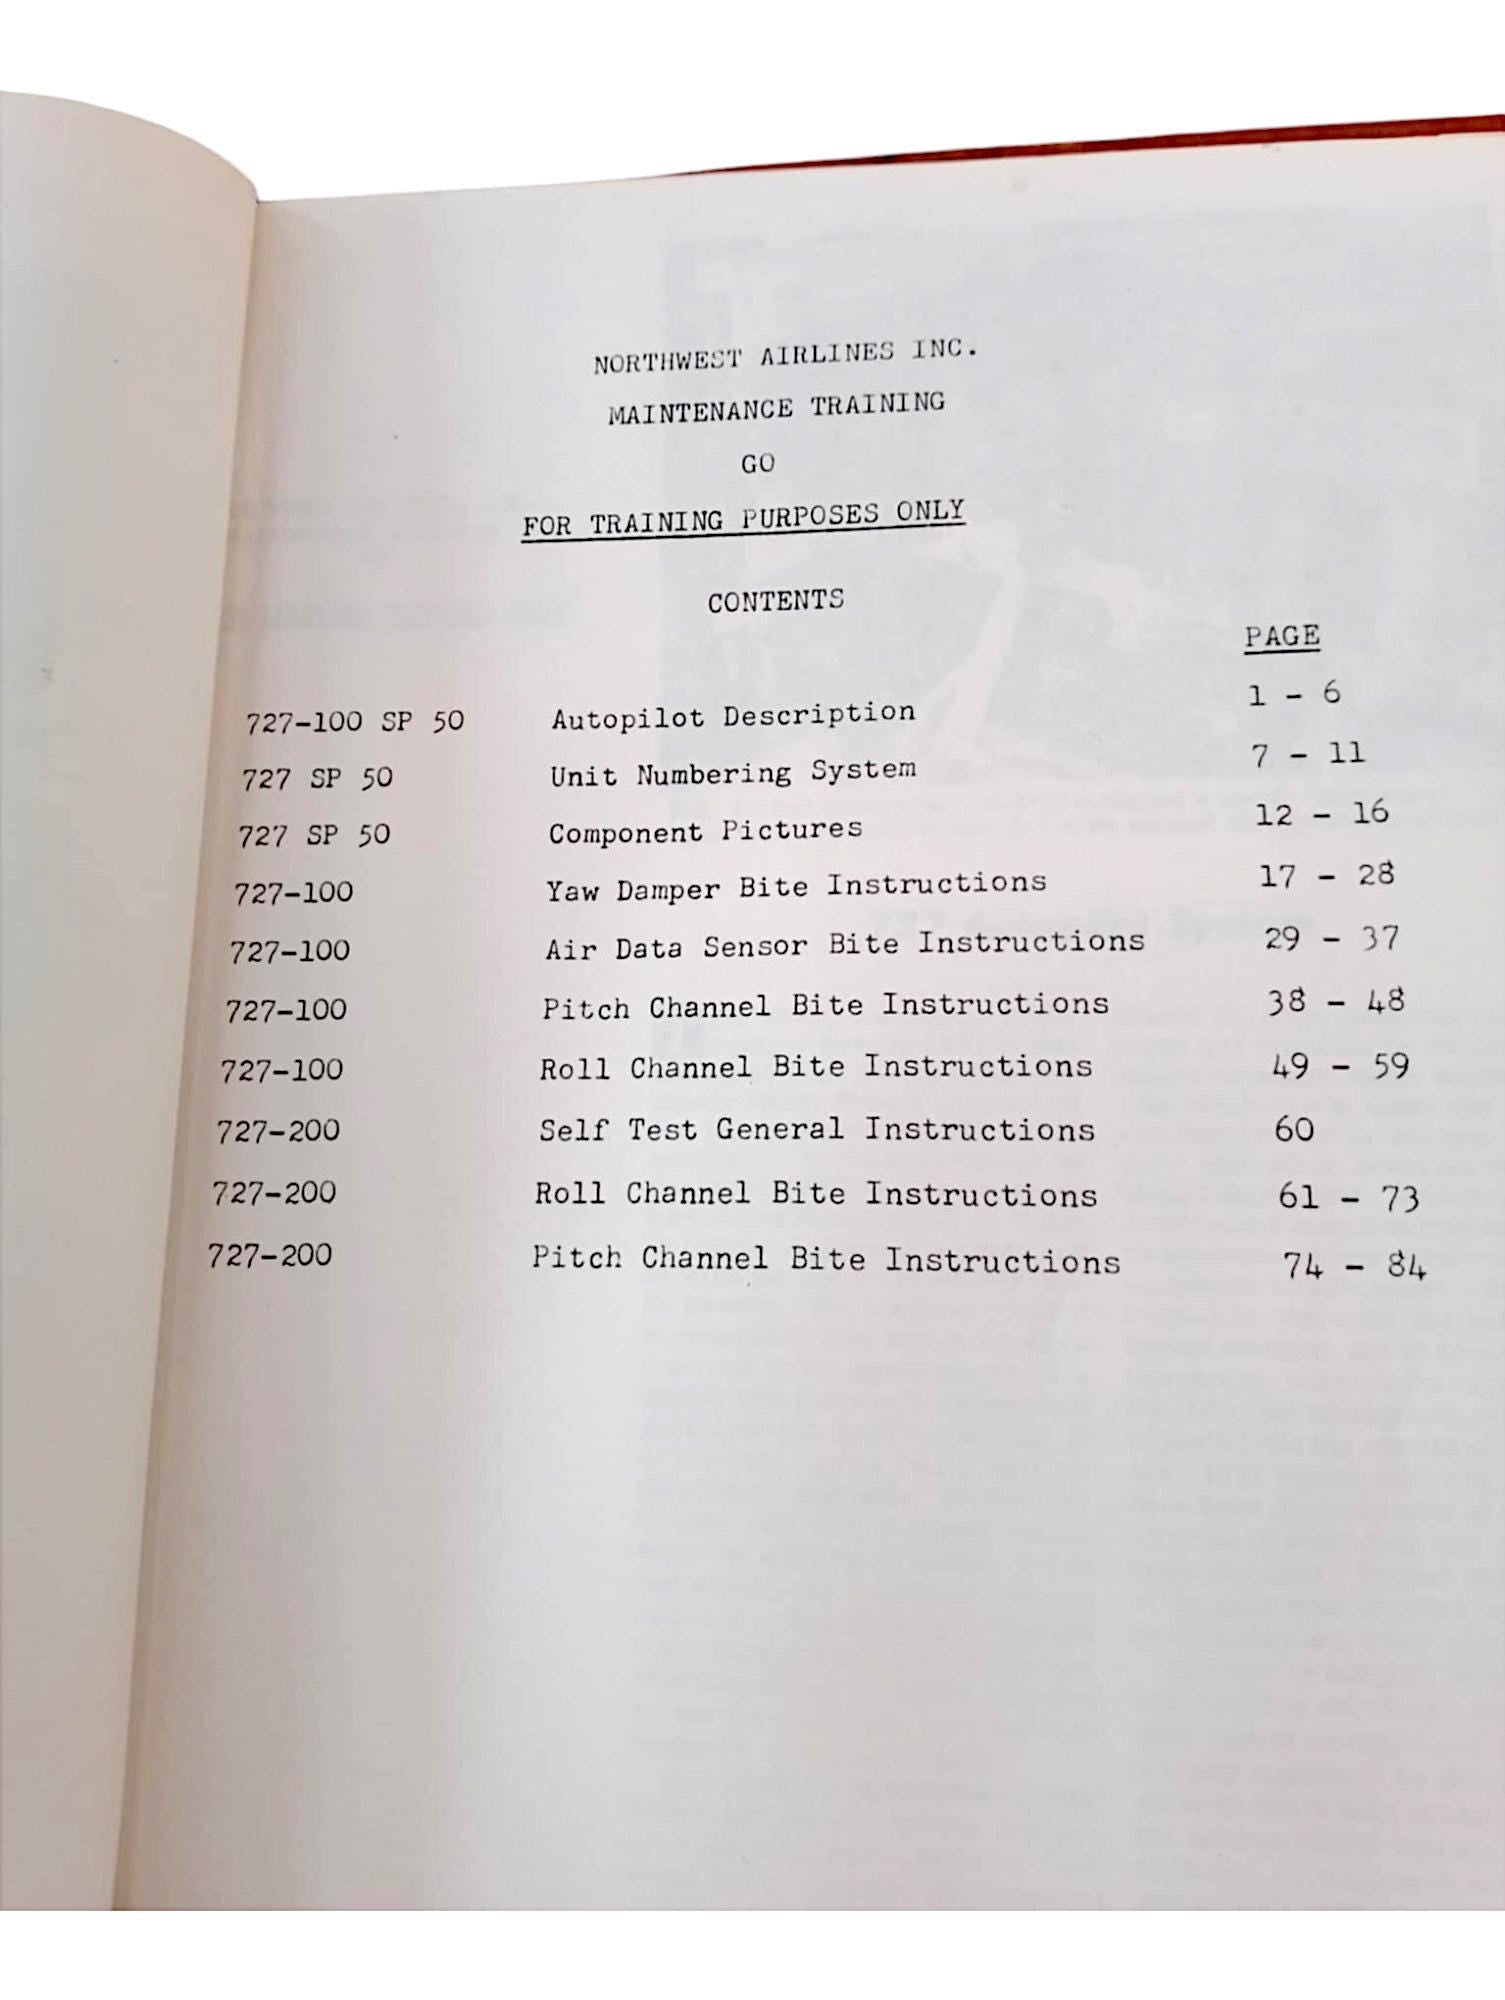 NORTHWEST AIRLINES INC.
MAINTENANCE TRAINING
GO
FOR TRAINING PURPOSES ONLY
CONTENTS
PAGE
727-100 SP 50 Autopilot Description 1 - 6
727 SP 50 Unit Numbering System 7 - 11
727 SP 50 Component Pictures 12 - 16
727-100 Yaw Damper Bite Instructions 17 - 28
727-100 Air Data Sensor Bite Instructions 29 - 37
727-100 Pitch Channel Bite Instructions 38 - 48
727-100 Roll Channel Bite Instructions 49 - 59
727-200 Self Test General Instructions 60
727-200 Roll Channel Bite Instructions 61 - 73
727-200 Pitch Channel Bite Instructions 74 - 84